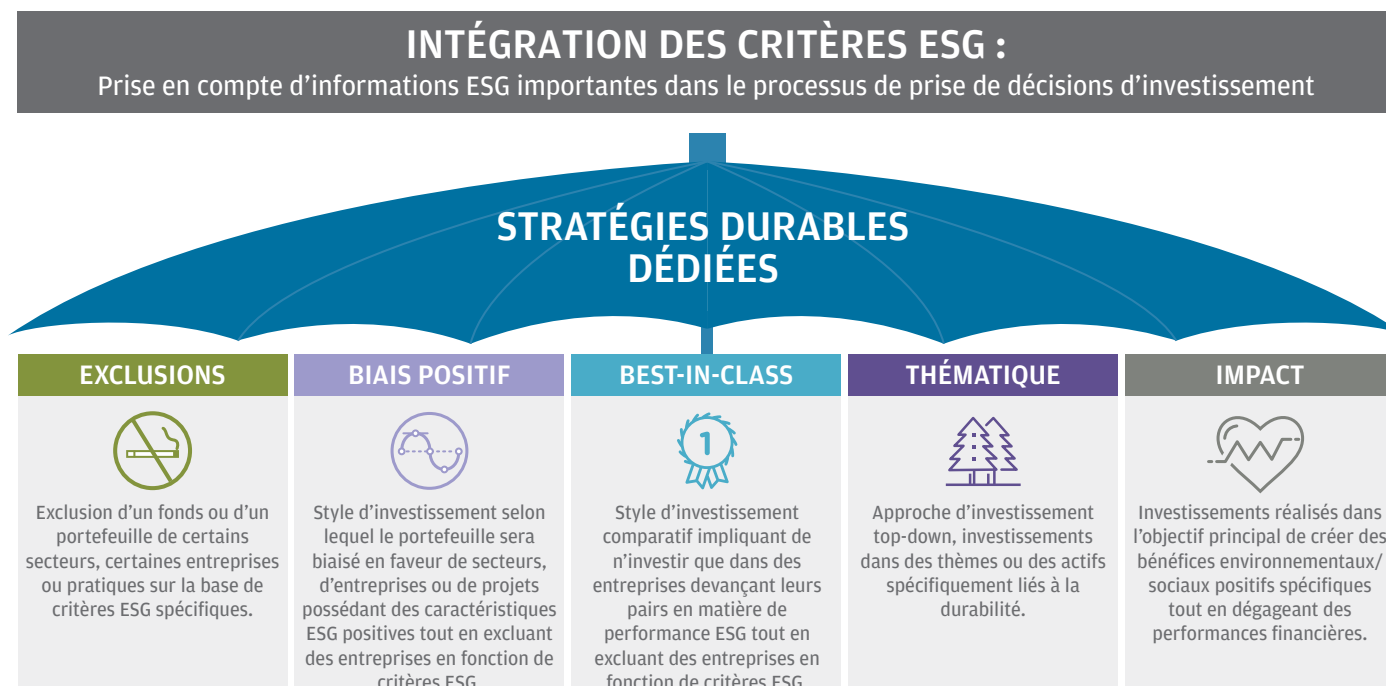 INTÉGRATION DES CRITÈRES ESG :
Prise en compte d'informations ESG importantes dans le processus de prise de décisions d'investissement
STRATÉGIES DURABLES
DÉDIÉES
EXCLUSIONS
Exclusion d'un fonds ou d'un
portefeuille de certains
secteurs, certaines entreprises
ou pratiques sur la base de
critères ESG spécifiques.
BIAIS POSITIF
Style d'investissement selon
lequel le portefeuille sera
biaisé en faveur de secteurs,
d'entreprises ou de projets
possédant des caractéristiques
ESG positives tout en excluant
des entreprises en fonction de
critères ESG
BEST-IN-CLASS
1
Style d'investissement
comparatif impliquant de
n'investir que dans des
entreprises devançant leurs
pairs en matière de
performance ESG tout en
excluant des entreprises en
fonction de critères ESG
THÉMATIQUE
Approche d'investissement
top-down, investissements
dans des thèmes ou des actifs
spécifiquement liés à la
durabilité.
IMPACT
Investissements réalisés dans
l'objectif principal de créer des
bénéfices environnementaux/
sociaux positifs spécifiques
tout en dégageant des
performances financières.